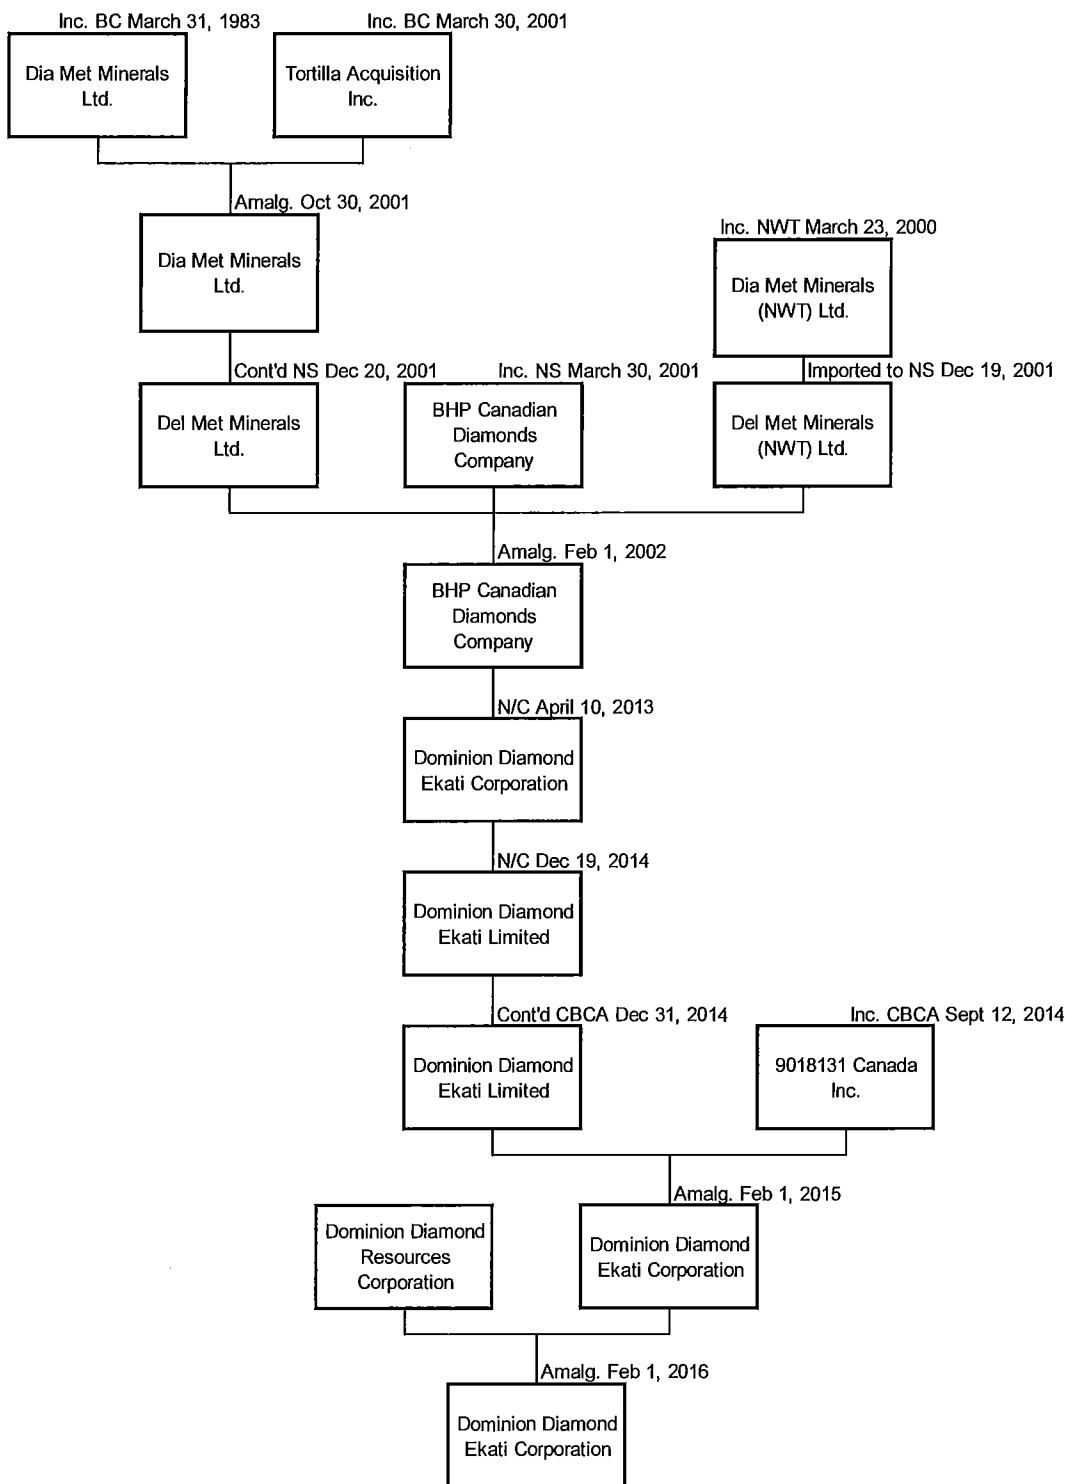 Inc. BC March 31, 1983
Inc. BC March 30, 2001
Dia Met Minerals
Ltd.
Tortilla Acquisition
Inc.
Amalg. Oct 30, 2001
Dia Met Minerals
Ltd.
Inc. NWT March 23, 2000
Dia Met Minerals
(NWT) Ltd.
Cont'd NS Dec 20, 2001
Inc. NS March 30, 2001
Imported to NS Dec 19, 2001
Del Met Minerals
Ltd.
BHP Canadian
Diamonds
Company
Del Met Minerals
(NWT) Ltd.
Amalg. Feb 1, 2002
BHP Canadian
Diamonds
Company
N/C April 10, 2013
Dominion Diamond
Ekati Corporation
N/C Dec 19, 2014
Dominion Diamond
Ekati Limited
Cont'd CBCA Dec 31, 2014
Inc. CBCA Sept 12, 2014
Dominion Diamond
Ekati Limited
9018131 Canada
Inc.
Amalg. Feb 1, 2015
Dominion Diamond
Resources
Corporation
Dominion Diamond
Ekati Corporation
Amalg. Feb 1, 2016
Dominion Diamond
Ekati Corporation